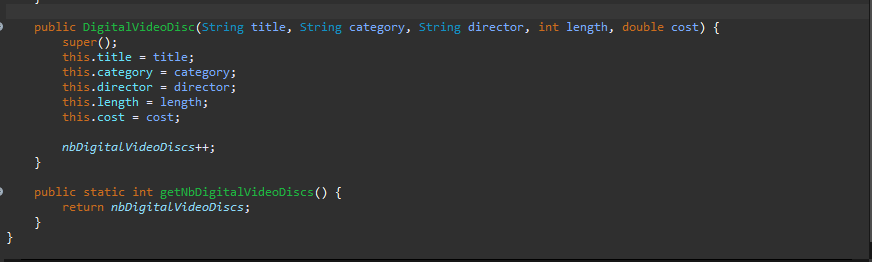 }
public DigitalVideoDisc(String title, String category, String director, int length, double cost) {
super();
this.title = title;
this.category = category;
this.director = director;
this.length = length;
this.cost = cost;
nbDigitalVideoDiscs++;
}
public static int getNbDigitalVideoDiscs() {
return nbDigitalVideoDiscs;
}
}